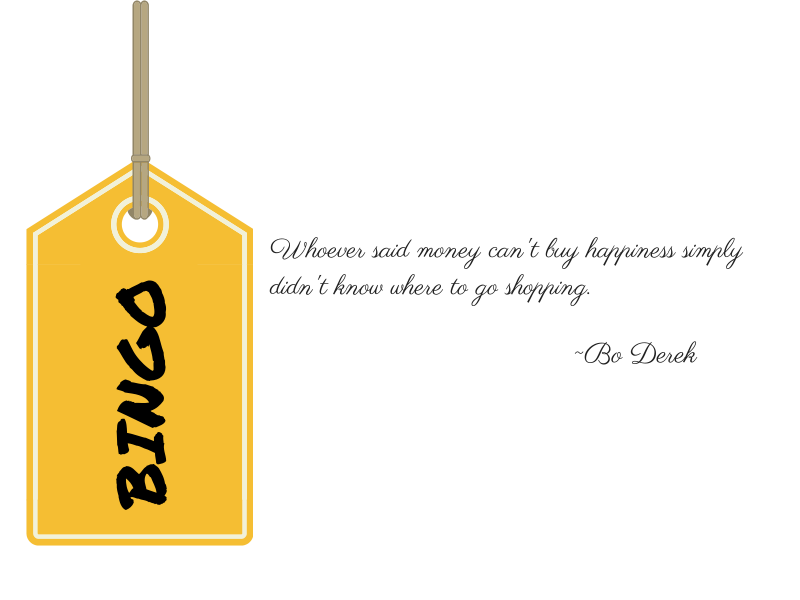 BINGO
Whoever said money can't buy happiness simply
didn't know where to go shopping.
~Bo Derek